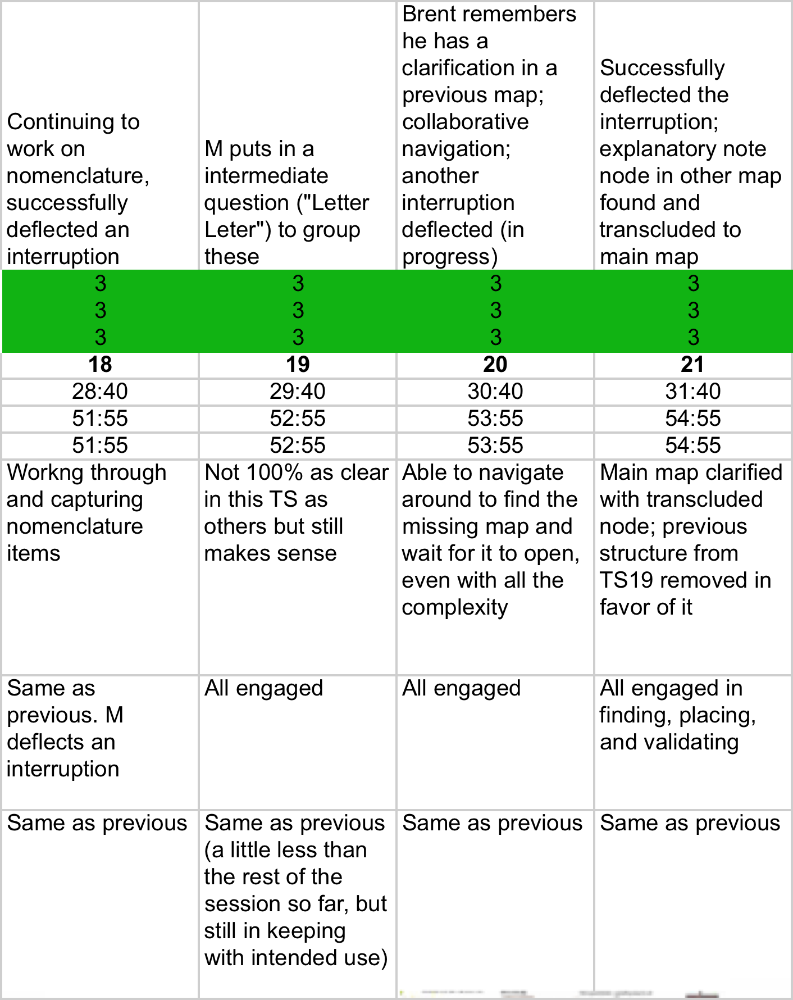 Continuing to
work on
nomenclature,
successfully
deflected an
interruption
M puts in a
intermediate
question ("Letter
Leter") to group
these
Brent remembers
he has a
clarification in a
previous map;
collaborative
navigation;
another
interruption
deflected (in
progress)
Successfully
deflected the
interruption;
explanatory note
node in other map
found and
transcluded to
main map
3 3 3 3
3 3 3 3
3 3 3 3
18 19 20 21
28:40 29:40 30:40 31:40
51:55 52:55 53:55 54:55
51:55 52:55 53:55 54:55
Workng through
and capturing
nomenclature
items
Not 100% as clear
in this TS as
others but still
makes sense
Able to navigate
around to find the
missing map and
wait for it to open,
even with all the
complexity
Main map clarified
with transcluded
node; previous
structure from
TS19 removed in
favor of it
Same as
previous. M
deflects an
interruption
All engaged
All engaged
All engaged in
finding, placing,
and validating
Same as previous
Same as previous
(a little less than
the rest of the
session so far, but
still in keeping
with intended use)
Same as previous
Same as previous